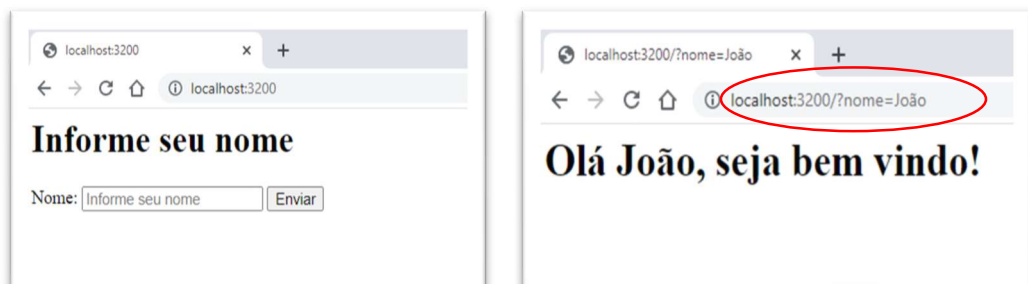 localhost:3200
localhost:3200
Informe seu nome
Nome: Informe seu nome Enviar
localhost:3200/?nome=João
localhost:3200/?nome=João
Olá João, seja bem vindo!